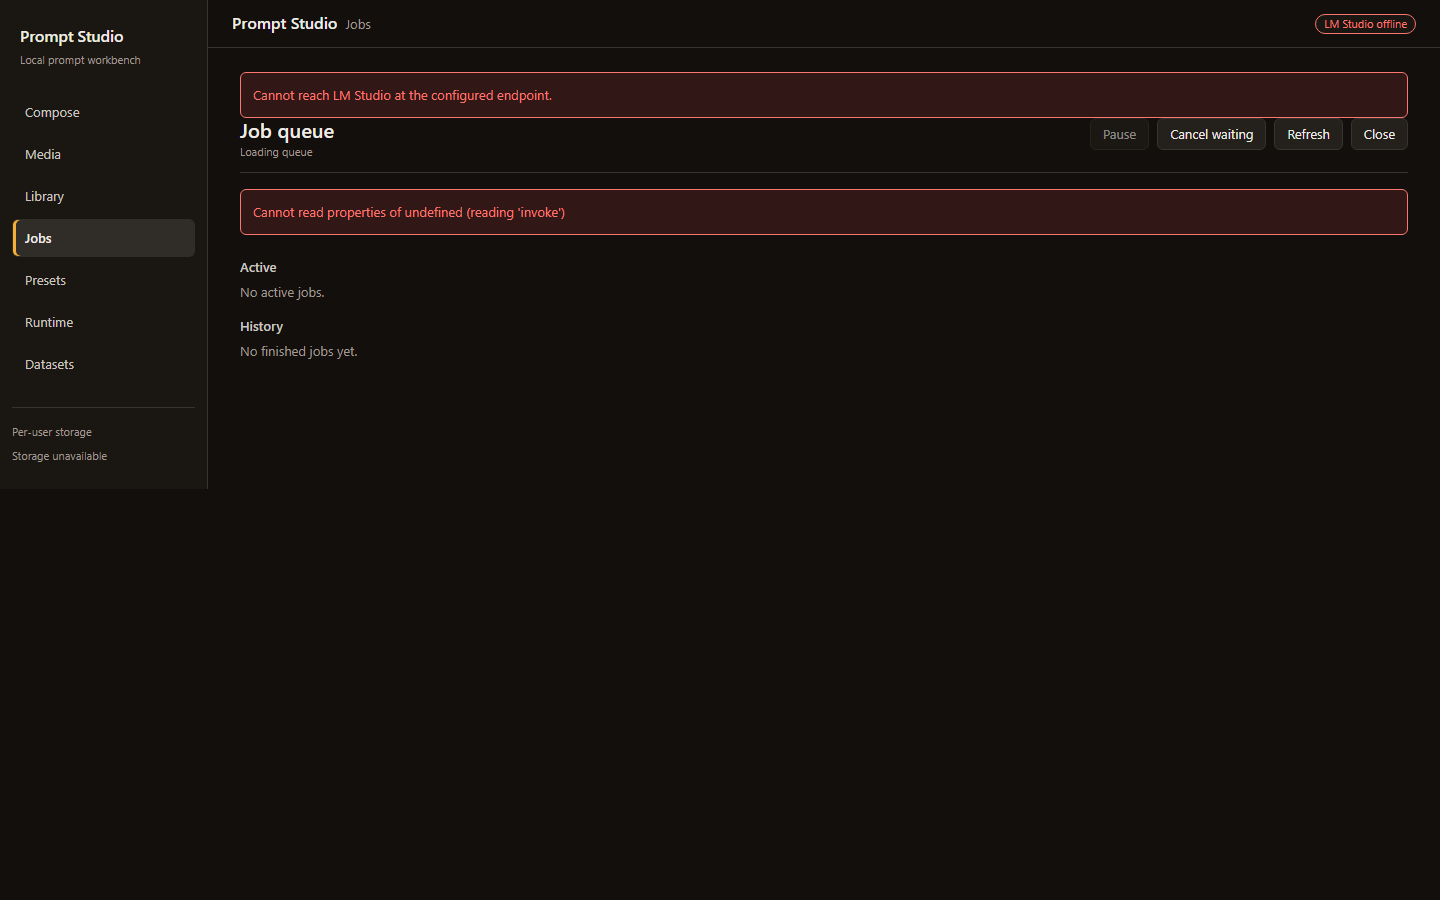 Prompt Studio
Local prompt workbench
Compose
Media
Library
Jobs
Presets
Runtime
Datasets
Per-user storage
Storage unavailable
Prompt Studio Jobs
LM Studio offline
Cannot reach LM Studio at the configured endpoint.
Job queue
Loading queue
Pause
Cancel waiting
Refresh
Close
Cannot read properties of undefined (reading 'invoke')
Active
No active jobs.
History
No finished jobs yet.